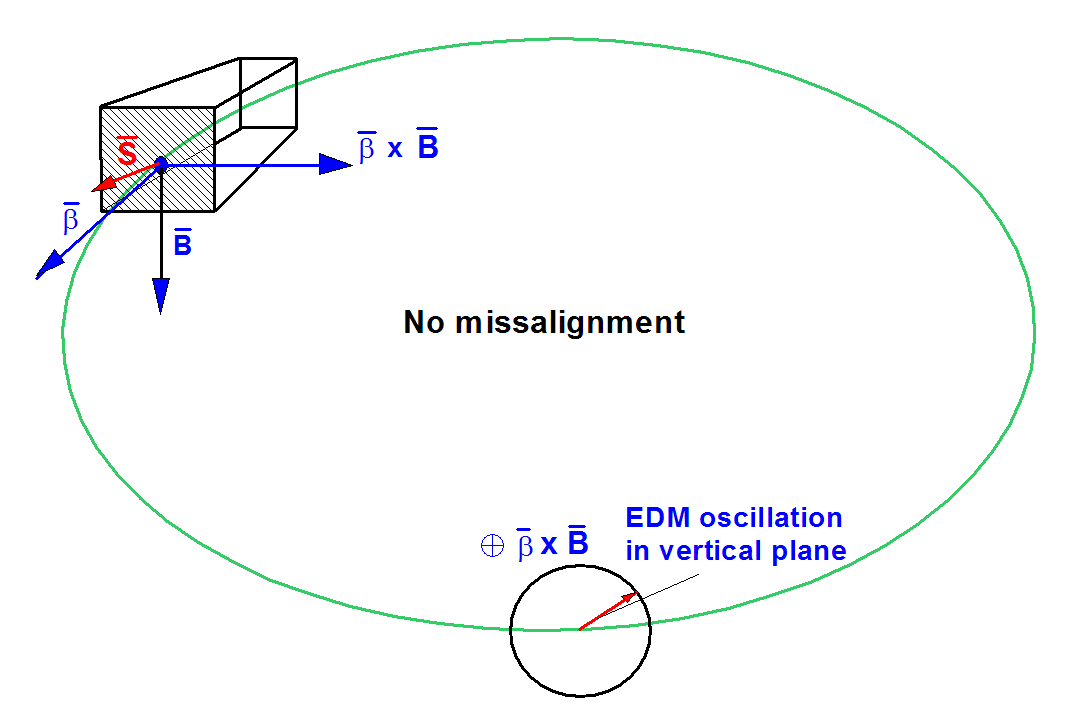 S̅
β̅ x B̅
β̅
B̅
No missalignment
EDM oscillation
in vertical plane
⊕ β̅ x B̅